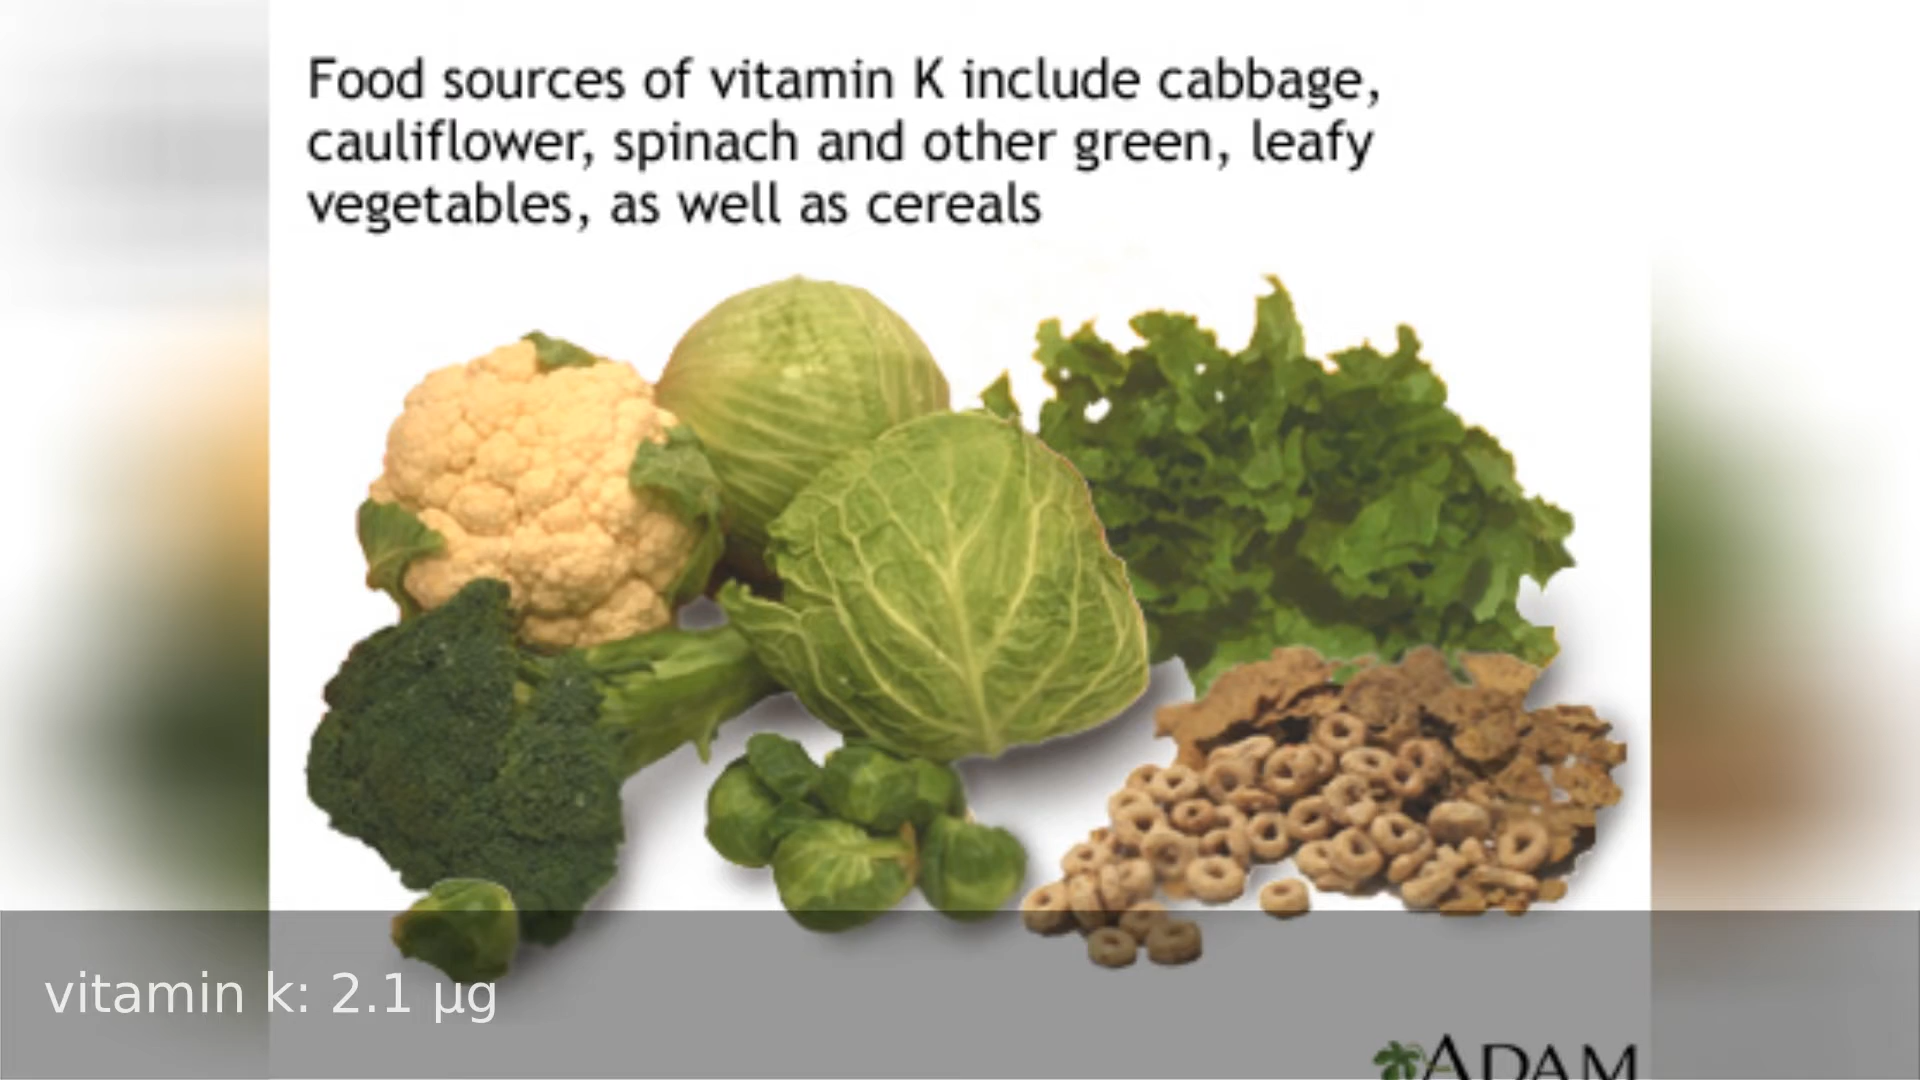 Food sources of vitamin K include cabbage,
cauliflower, spinach and other green, leafy
vegetables, as well as cereals
vitamin k: 2.1 µg
ADAM